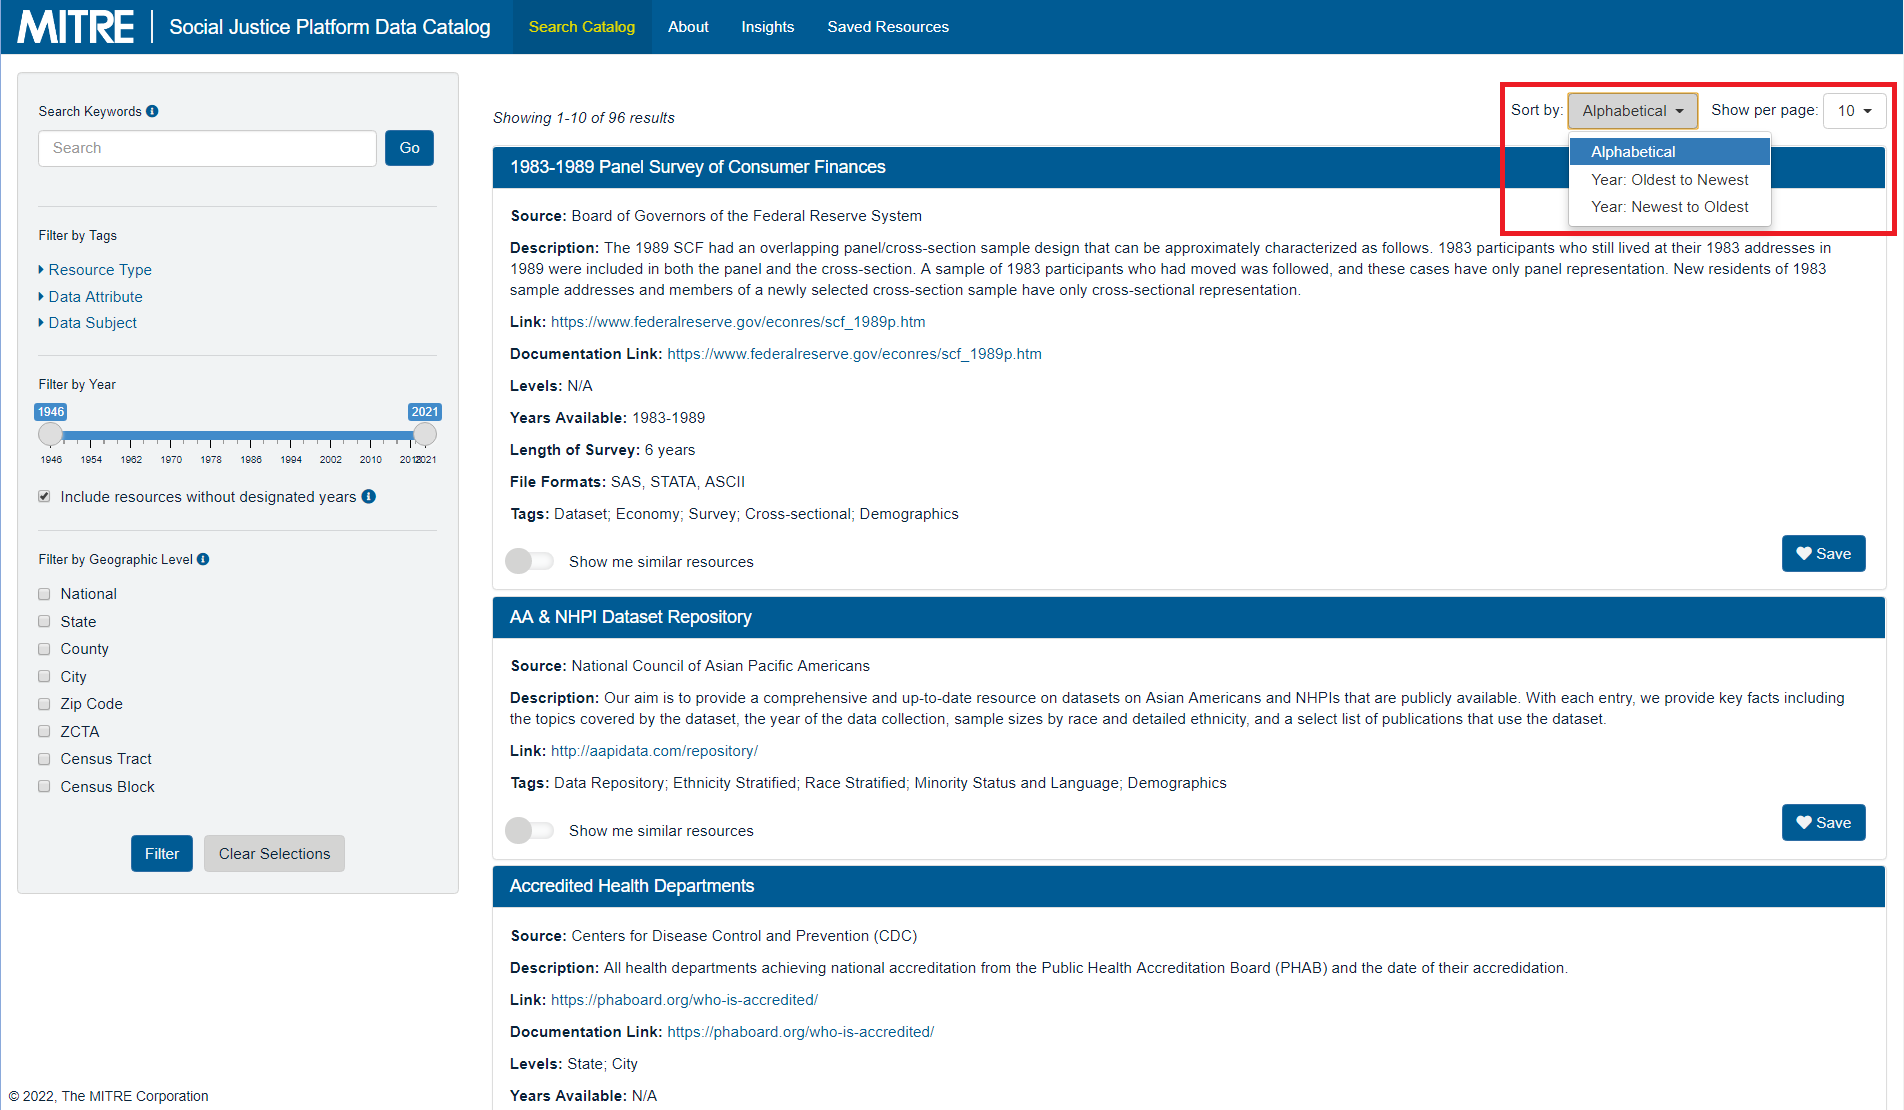 MITRE Social Justice Platform Data Catalog Search Catalog About Insights Saved Resources
Search Keywords
Search Go
Filter by Tags
Resource Type
Data Attribute
Data Subject
Filter by Year
1946 2021
1946 1954 1962 1970 1978 1986 1994 2002 2010 2018 2021
Include resources without designated years
Filter by Geographic Level
National
State
County
City
Zip Code
ZCTA
Census Tract
Census Block
Filter Clear Selections
© 2022, The MITRE Corporation
Showing 1-10 of 96 results
Sort by: Alphabetical Show per page: 10
Alphabetical
Year: Oldest to Newest
Year: Newest to Oldest
1983-1989 Panel Survey of Consumer Finances
Source: Board of Governors of the Federal Reserve System
Description: The 1989 SCF had an overlapping panel/cross-section sample design that can be approximately characterized as follows. 1983 participants who still lived at their 1983 addresses in
1989 were included in both the panel and the cross-section. A sample of 1983 participants who had moved was followed, and these cases have only panel representation. New residents of 1983
sample addresses and members of a newly selected cross-section sample have only cross-sectional representation.
Link: https://www.federalreserve.gov/econres/scf_1989p.htm
Documentation Link: https://www.federalreserve.gov/econres/scf_1989p.htm
Levels: N/A
Years Available: 1983-1989
Length of Survey: 6 years
File Formats: SAS, STATA, ASCII
Tags: Dataset; Economy; Survey; Cross-sectional; Demographics
Show me similar resources Save
AA & NHPI Dataset Repository
Source: National Council of Asian Pacific Americans
Description: Our aim is to provide a comprehensive and up-to-date resource on datasets on Asian Americans and NHPIs that are publicly available. With each entry, we provide key facts including
the topics covered by the dataset, the year of the data collection, sample sizes by race and detailed ethnicity, and a select list of publications that use the dataset.
Link: http://aapidata.com/repository/
Tags: Data Repository; Ethnicity Stratified; Race Stratified; Minority Status and Language; Demographics
Show me similar resources Save
Accredited Health Departments
Source: Centers for Disease Control and Prevention (CDC)
Description: All health departments achieving national accreditation from the Public Health Accreditation Board (PHAB) and the date of their accredidation.
Link: https://phaboard.org/who-is-accredited/
Documentation Link: https://phaboard.org/who-is-accredited/
Levels: State; City
Years Available: N/A